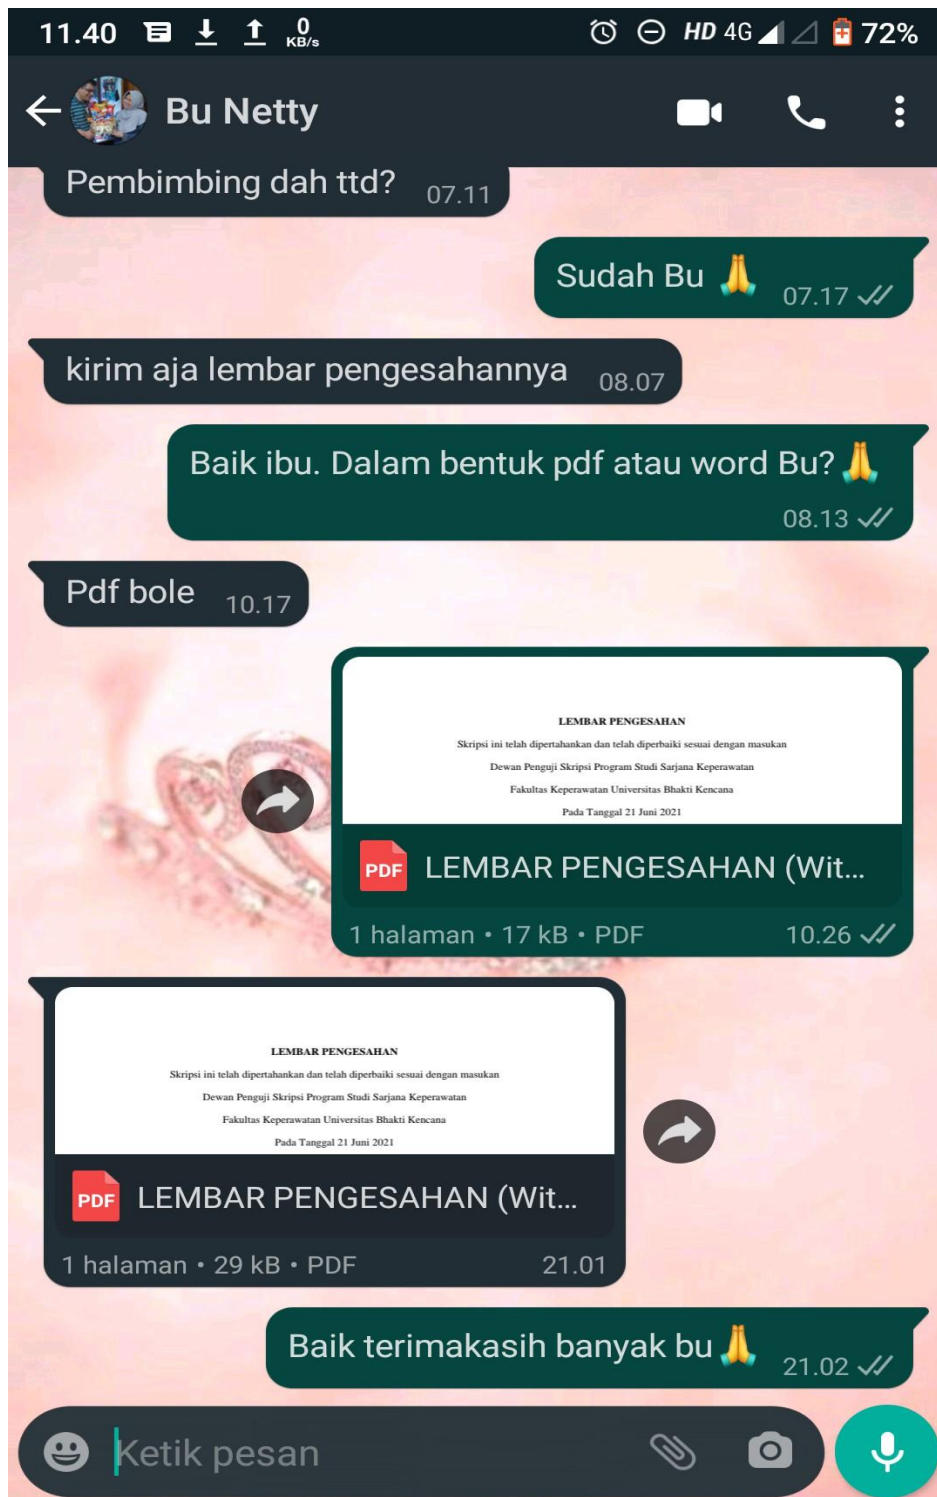 11.40
0
KB/s
HD 4G
72%
Bu Netty
Pembimbing dah ttd?
07.11
Sudah Bu 🙏
07.17
kirim aja lembar pengesahannya
08.07
Baik ibu. Dalam bentuk pdf atau word Bu?🙏
08.13
Pdf bole
10.17
LEMBAR PENGESAHAN
Skripsi ini telah dipertahankan dan telah diperbaiki sesuai dengan masukan
Dewan Penguji Skripsi Program Studi Sarjana Keperawatan
Fakultas Keperawatan Universitas Bhakti Kencana
Pada Tanggal 21 Juni 2021
PDF
LEMBAR PENGESAHAN (Wit...
1 halaman • 17 kB • PDF
10.26
LEMBAR PENGESAHAN
Skripsi ini telah dipertahankan dan telah diperbaiki sesuai dengan masukan
Dewan Penguji Skripsi Program Studi Sarjana Keperawatan
Fakultas Keperawatan Universitas Bhakti Kencana
Pada Tanggal 21 Juni 2021
PDF
LEMBAR PENGESAHAN (Wit...
1 halaman • 29 kB • PDF
21.01
Baik terimakasih banyak bu🙏
21.02
Ketik pesan